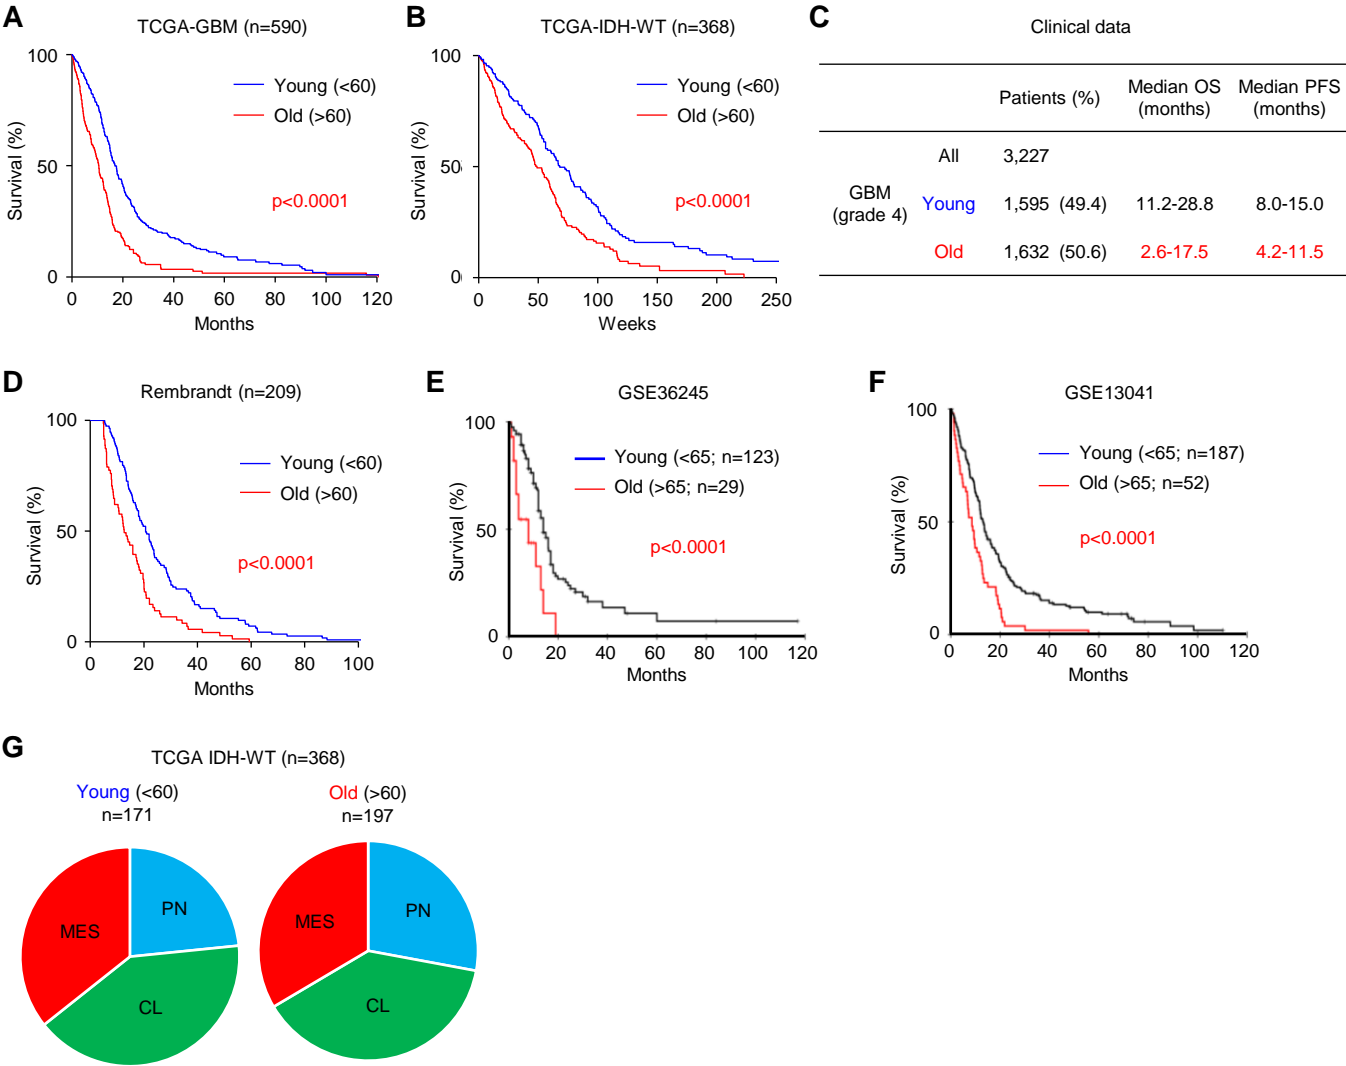 A
TCGA-GBM (n=590)
100
50
0
Survival (%)
Young (<60)
Old (>60)
p<0.0001
0 20 40 60 80 100 120
Months
B
TCGA-IDH-WT (n=368)
100
50
0
Survival (%)
Young (<60)
Old (>60)
p<0.0001
0 50 100 150 200 250
Weeks
C
Clinical data
Patients (%) Median OS (months) Median PFS (months)
GBM (grade 4)
All 3,227
Young 1,595 (49.4) 11.2-28.8 8.0-15.0
Old 1,632 (50.6) 2.6-17.5 4.2-11.5
D
Rembrandt (n=209)
100
50
0
Survival (%)
Young (<60)
Old (>60)
p<0.0001
0 20 40 60 80 100
Months
E
GSE36245
100
50
0
Survival (%)
Young (<65; n=123)
Old (>65; n=29)
p<0.0001
0 20 40 60 80 100 120
Months
F
GSE13041
100
50
0
Survival (%)
Young (<65; n=187)
Old (>65; n=52)
p<0.0001
0 20 40 60 80 100 120
Months
G
TCGA IDH-WT (n=368)
Young (<60)
n=171
MES
PN
CL
Old (>60)
n=197
MES
PN
CL